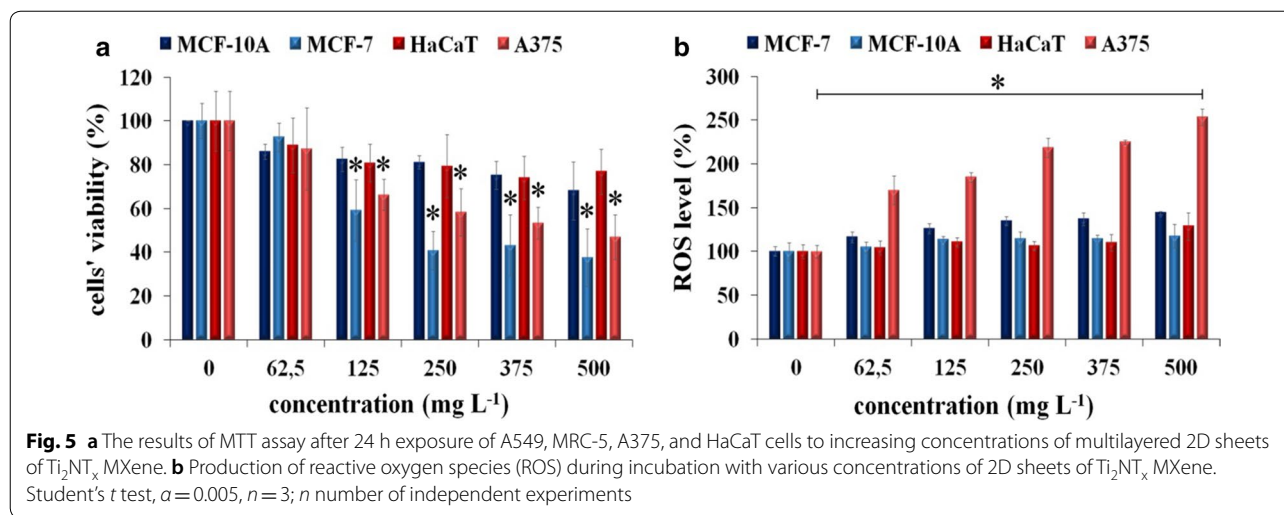 a
MCF-10A MCF-7 HaCaT A375
cells' viability (%)
120
100
80
60
40
20
0
* * * * * * * *
0 62,5 125 250 375 500
concentration (mg L⁻¹)
b
MCF-7 MCF-10A HaCaT A375
ROS level (%)
300
250
200
150
100
50
0
*
0 62,5 125 250 375 500
concentration (mg L⁻¹)
Fig. 5 a The results of MTT assay after 24 h exposure of A549, MRC-5, A375, and HaCaT cells to increasing concentrations of multilayered 2D sheets
of Ti₂NTₓ MXene. b Production of reactive oxygen species (ROS) during incubation with various concentrations of 2D sheets of Ti₂NTₓ MXene.
Student's t test, α = 0.005, n = 3; n number of independent experiments